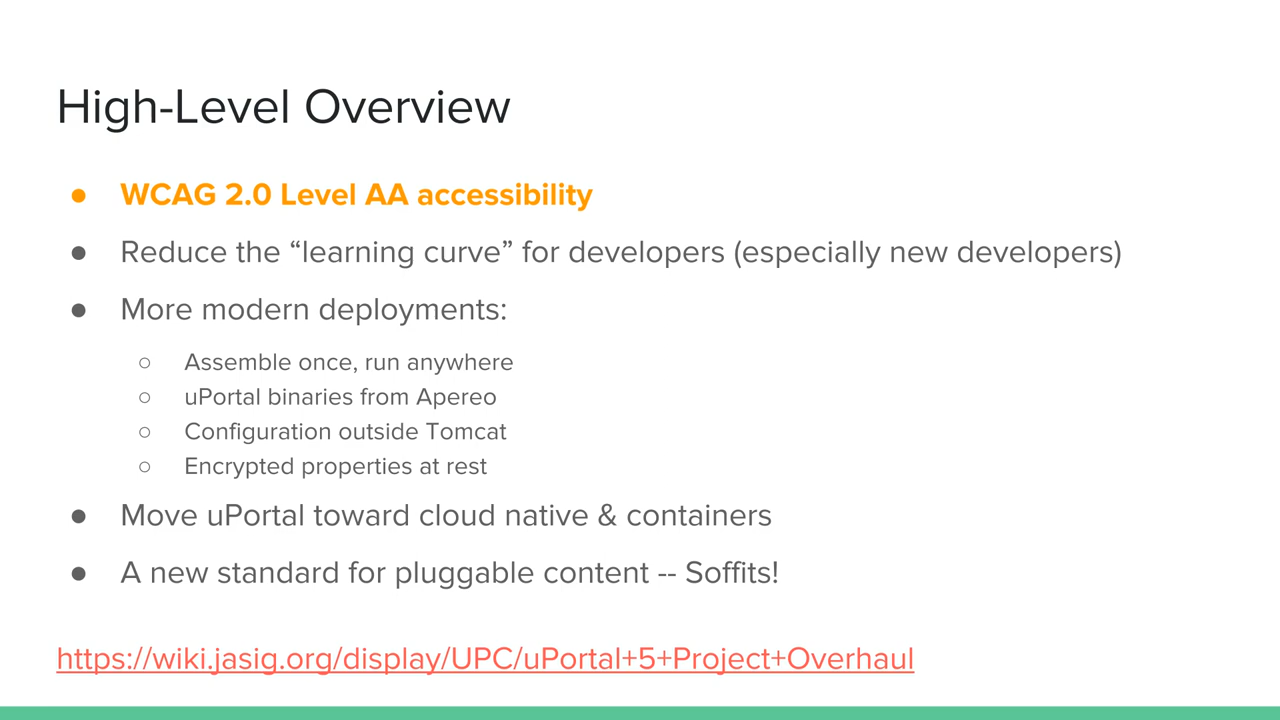 High-Level Overview
● WCAG 2.0 Level AA accessibility
● Reduce the “learning curve” for developers (especially new developers)
● More modern deployments:
○ Assemble once, run anywhere
○ uPortal binaries from Apereo
○ Configuration outside Tomcat
○ Encrypted properties at rest
● Move uPortal toward cloud native & containers
● A new standard for pluggable content -- Soffits!
https://wiki.jasig.org/display/UPC/uPortal+5+Project+Overhaul